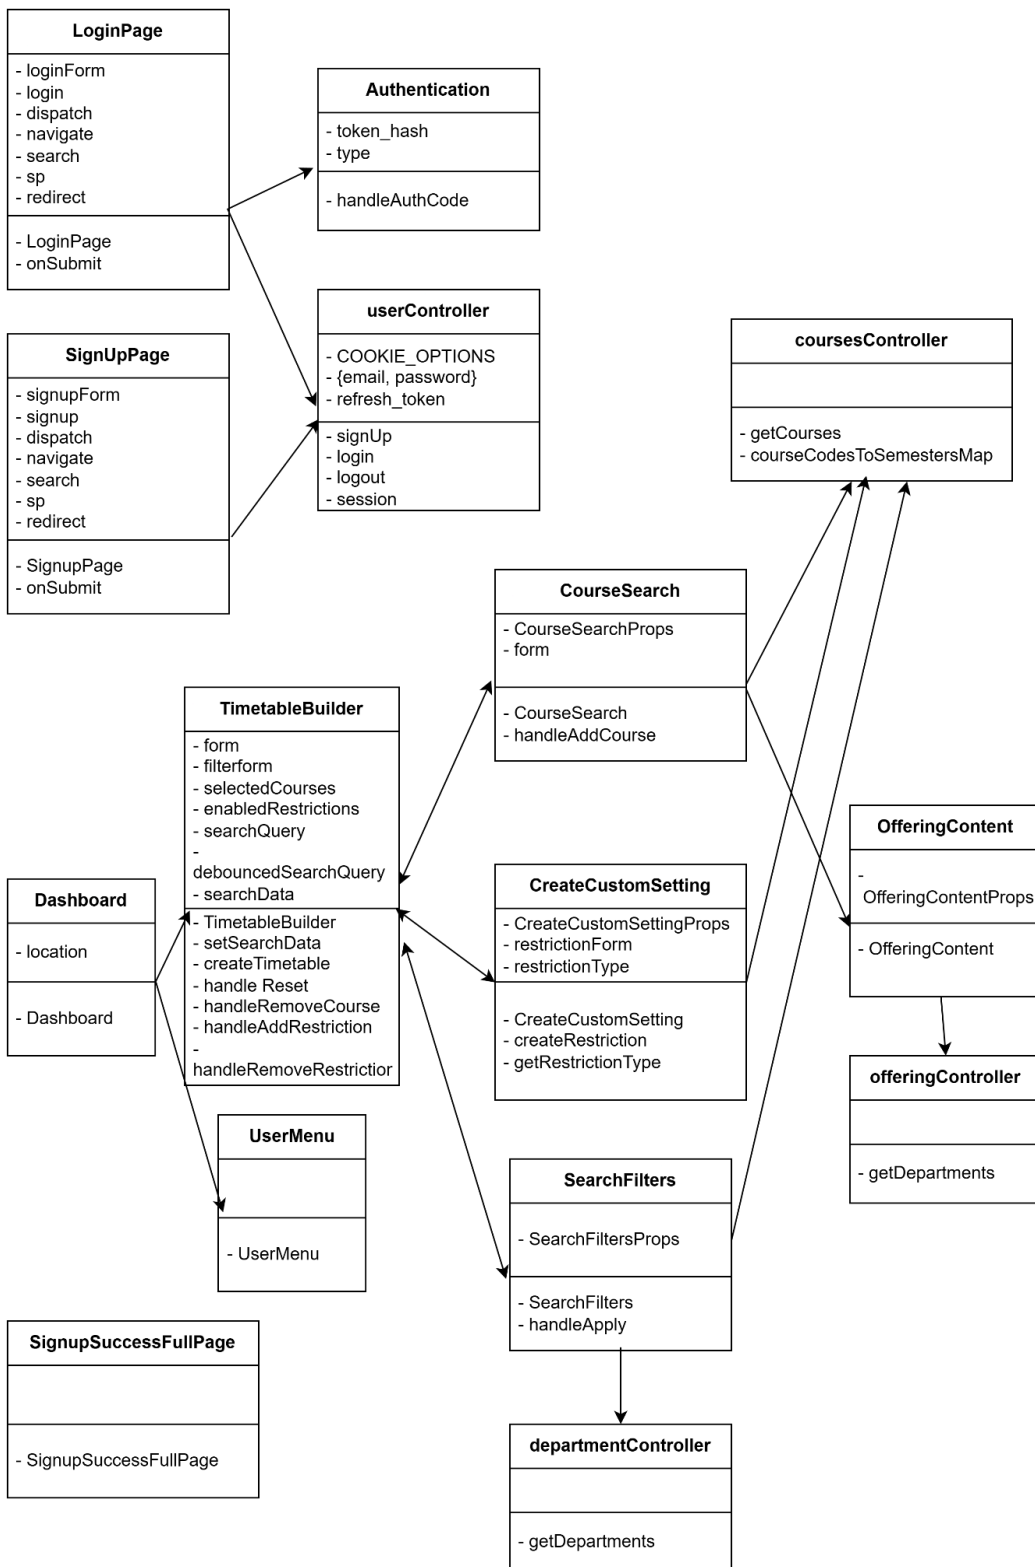 LoginPage
- loginForm
- login
- dispatch
- navigate
- search
- sp
- redirect
- LoginPage
- onSubmit
Authentication
- token_hash
- type
- handleAuthCode
userController
- COOKIE_OPTIONS
- {email, password}
- refresh_token
- signUp
- login
- logout
- session
SignUpPage
- signupForm
- signup
- dispatch
- navigate
- search
- sp
- redirect
- SignupPage
- onSubmit
coursesController
- getCourses
- courseCodesToSemestersMap
CourseSearch
- CourseSearchProps
- form
- CourseSearch
- handleAddCourse
TimetableBuilder
- form
- filterform
- selectedCourses
- enabledRestrictions
- searchQuery
-
debouncedSearchQuery
- searchData
- TimetableBuilder
- setSearchData
- createTimetable
- handle Reset
- handleRemoveCourse
- handleAddRestriction
-
handleRemoveRestriction
OfferingContent
-
OfferingContentProps
- OfferingContent
CreateCustomSetting
- CreateCustomSettingProps
- restrictionForm
- restrictionType
- CreateCustomSetting
- createRestriction
- getRestrictionType
Dashboard
- location
- Dashboard
offeringController
- getDepartments
UserMenu
- UserMenu
SearchFilters
- SearchFiltersProps
- SearchFilters
- handleApply
SignupSuccessFullPage
- SignupSuccessFullPage
departmentController
- getDepartments